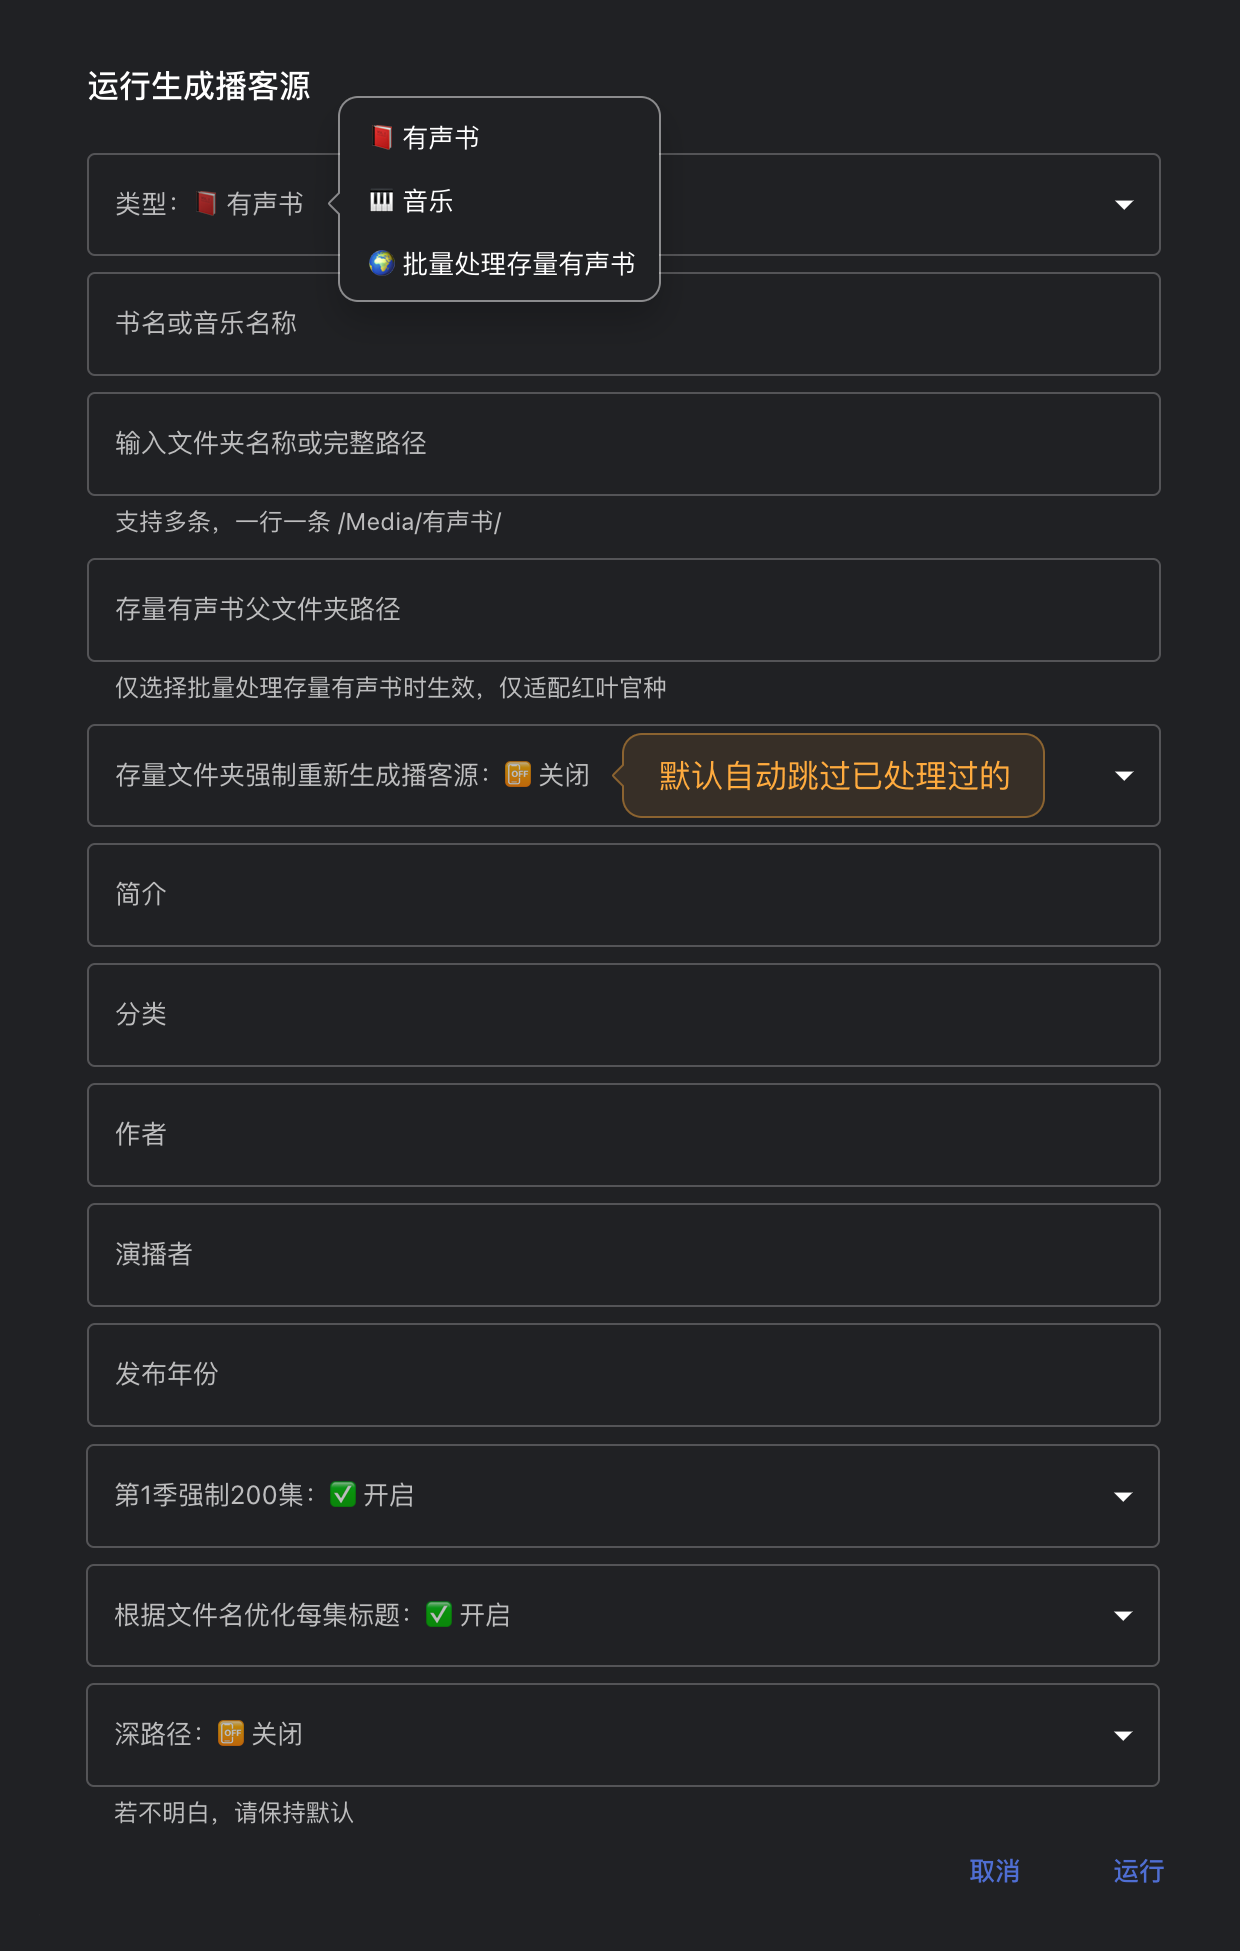 运行生成播客源
📕 有声书
类型：📕 有声书
🎹 音乐
🌍 批量处理存量有声书
书名或音乐名称
输入文件夹名称或完整路径
支持多条，一行一条 /Media/有声书/
存量有声书父文件夹路径
仅选择批量处理存量有声书时生效，仅适配红叶官种
存量文件夹强制重新生成播客源：📴 关闭
默认自动跳过已处理过的
简介
分类
作者
演播者
发布年份
第1季强制200集：✅ 开启
根据文件名优化每集标题：✅ 开启
深路径：📴 关闭
若不明白，请保持默认
取消
运行